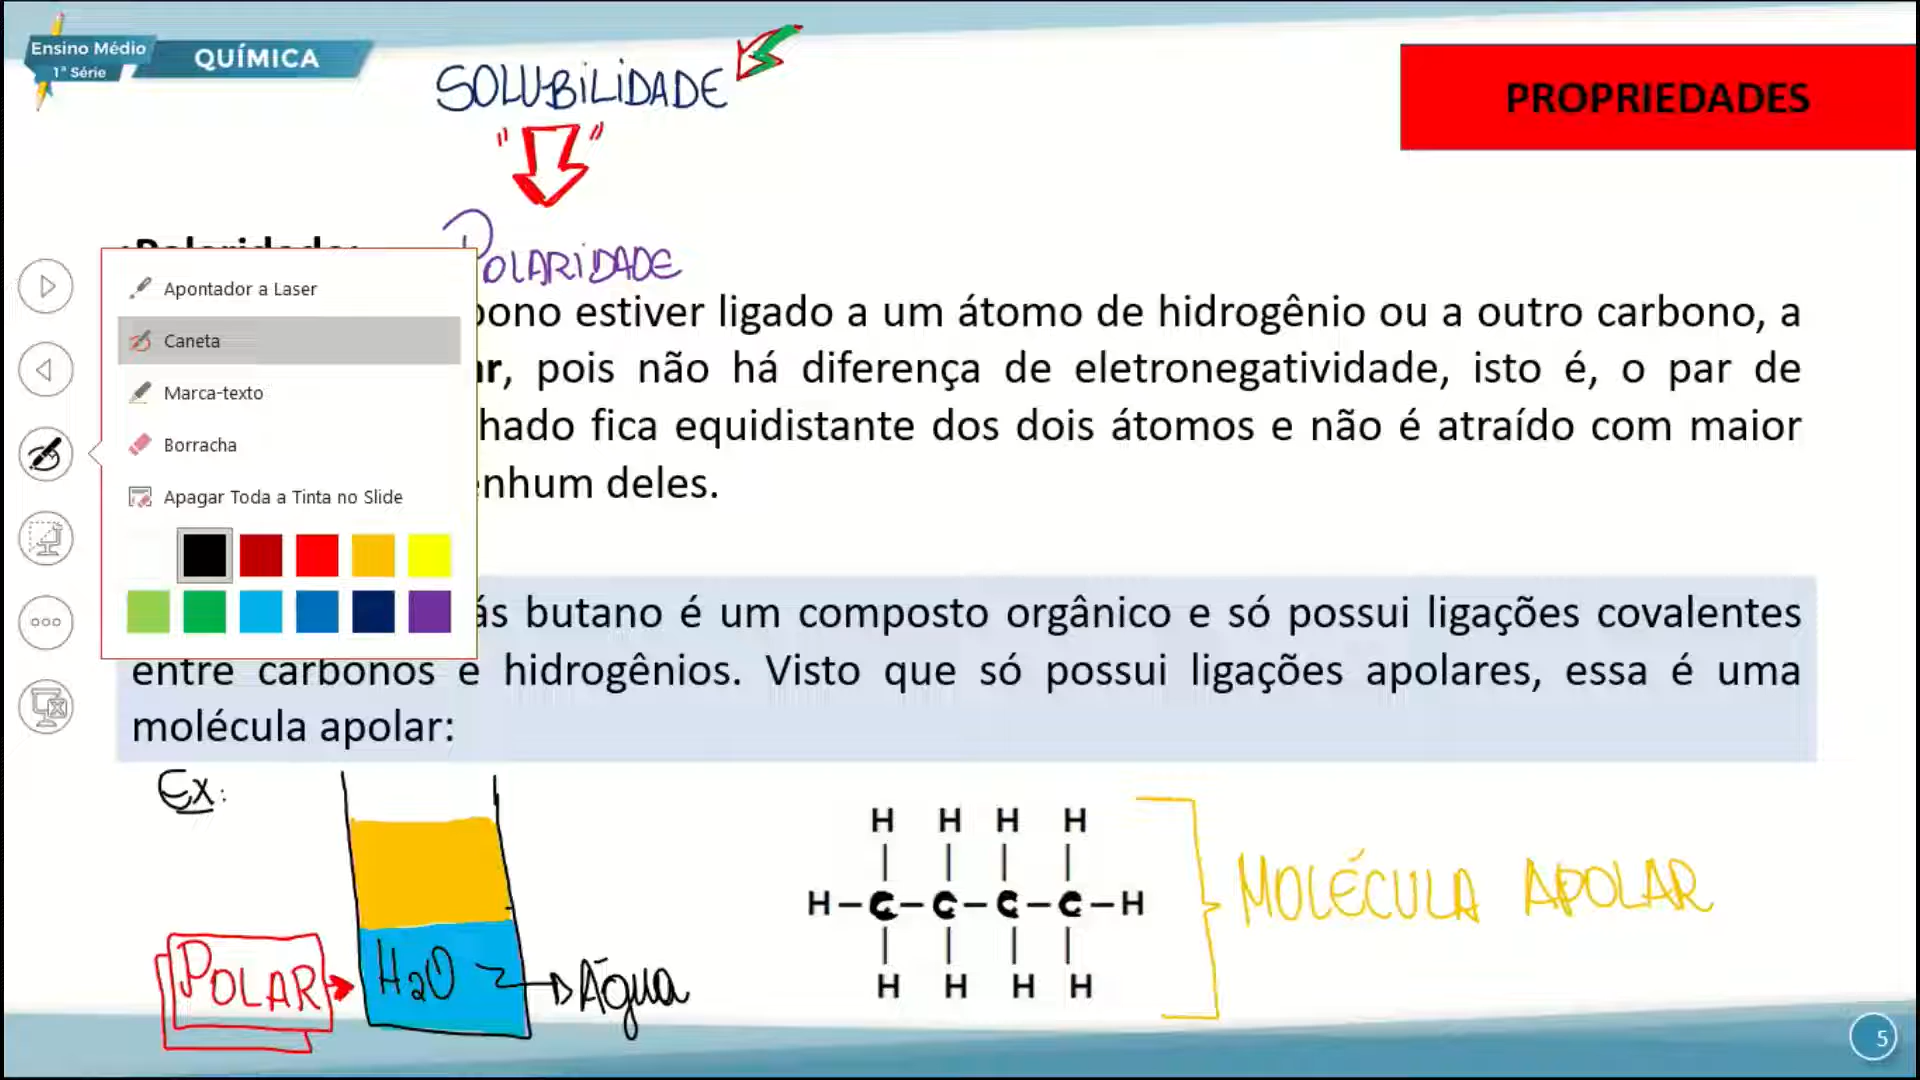 Ensino Médio
1ª Série
QUÍMICA
SOLUBILIDADE
PROPRIEDADES
"
"
•Polaridade:
POLARIDADE
Apontador a Laser
Caneta
Marca-texto
Borracha
Apagar Toda a Tinta no Slide
bono estiver ligado a um átomo de hidrogênio ou a outro carbono, a
ar, pois não há diferença de eletronegatividade, isto é, o par de
hado fica equidistante dos dois átomos e não é atraído com maior
enhum deles.
ás butano é um composto orgânico e só possui ligações covalentes
entre carbonos e hidrogênios. Visto que só possui ligações apolares, essa é uma
molécula apolar:
Ex:
H H H H
H–C–C–C–C–H
H H H H
MOLÉCULA APOLAR
POLAR
H2O
Água
5